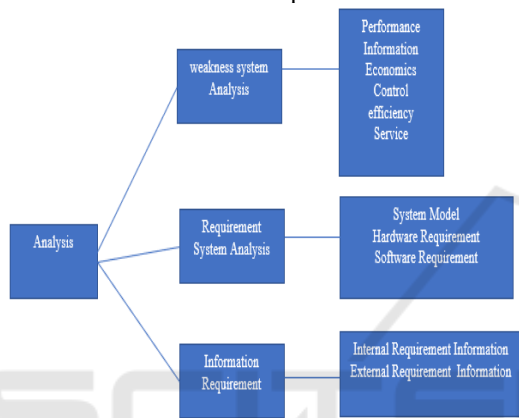 Performance
Information
Economics
Control
efficiency
Service
weakness system
Analysis
Analysis
Requirement
System Analysis
System Model
Hardware Requirement
Software Requirement
Information
Requirement
Internal Requirement Information
External Requirement Information